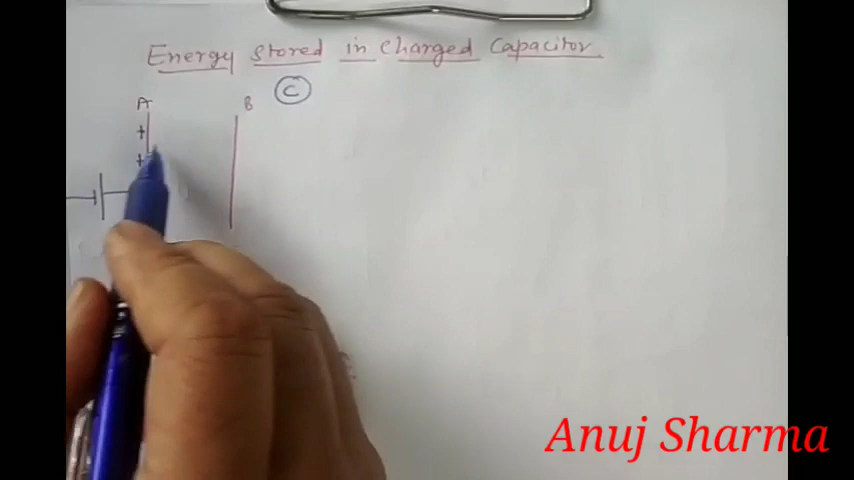 Energy stored in charged Capacitor.
C
A B
+
+
Anuj Sharma